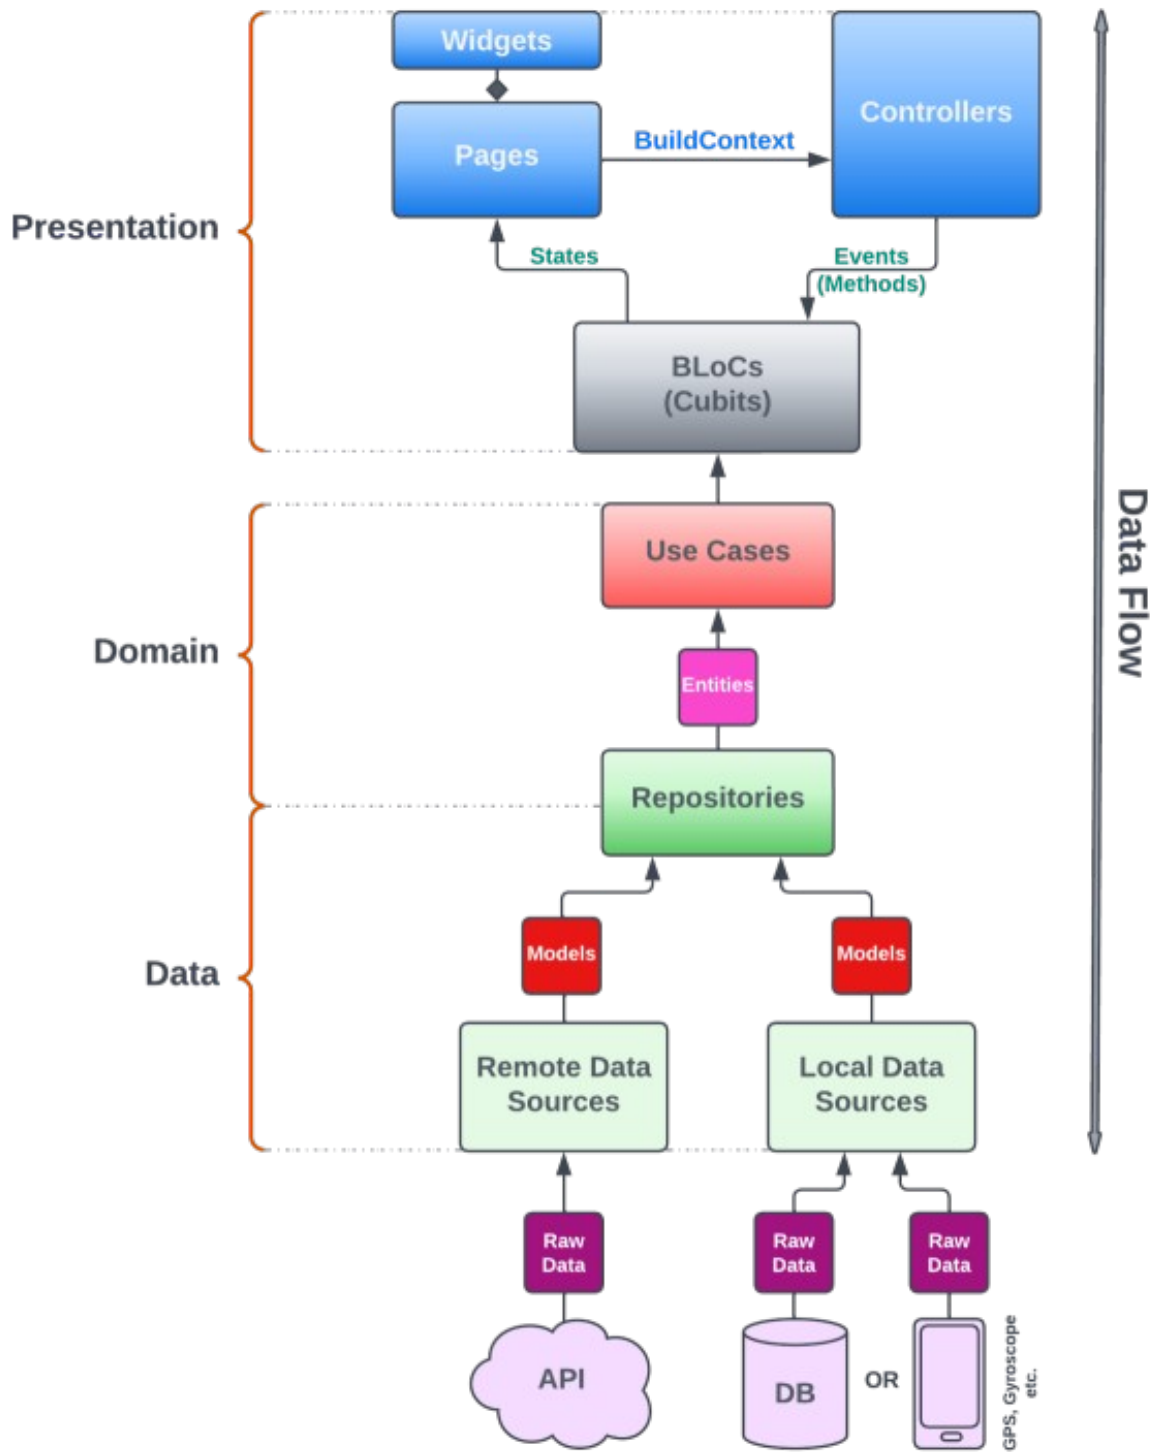 Widgets
Controllers
Pages
BuildContext
Presentation
States
Events
(Methods)
BLoCs
(Cubits)
Data Flow
Use Cases
Domain
Entities
Repositories
Data
Models
Models
Remote Data
Sources
Local Data
Sources
Raw
Data
Raw
Data
Raw
Data
API
DB
OR
GPS, Gyroscope
etc.